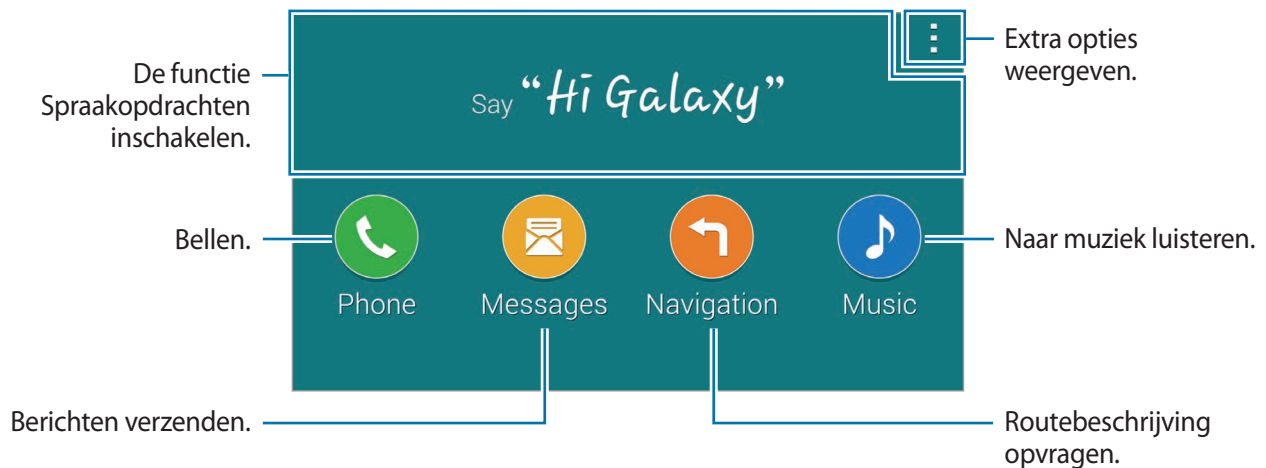 De functie
Spraakopdrachten
inschakelen.
Say “Hi Galaxy”
Extra opties
weergeven.
Bellen.
Naar muziek luisteren.
Phone
Messages
Navigation
Music
Berichten verzenden.
Routebeschrijving
opvragen.